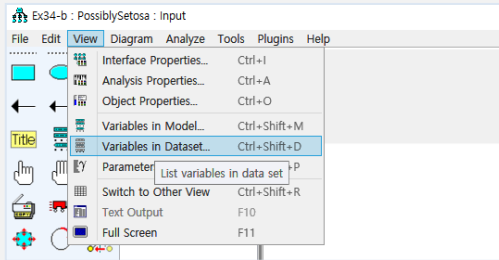 Ex34-b : PossiblySetosa : Input
File Edit View Diagram Analyze Tools Plugins Help
Interface Properties... Ctrl+I
Analysis Properties... Ctrl+A
Object Properties... Ctrl+O
Title Variables in Model... Ctrl+Shift+M
Variables in Dataset... Ctrl+Shift+D
Parameter +P
List variables in data set
Switch to Other View Ctrl+Shift+R
Text Output F10
Full Screen F11